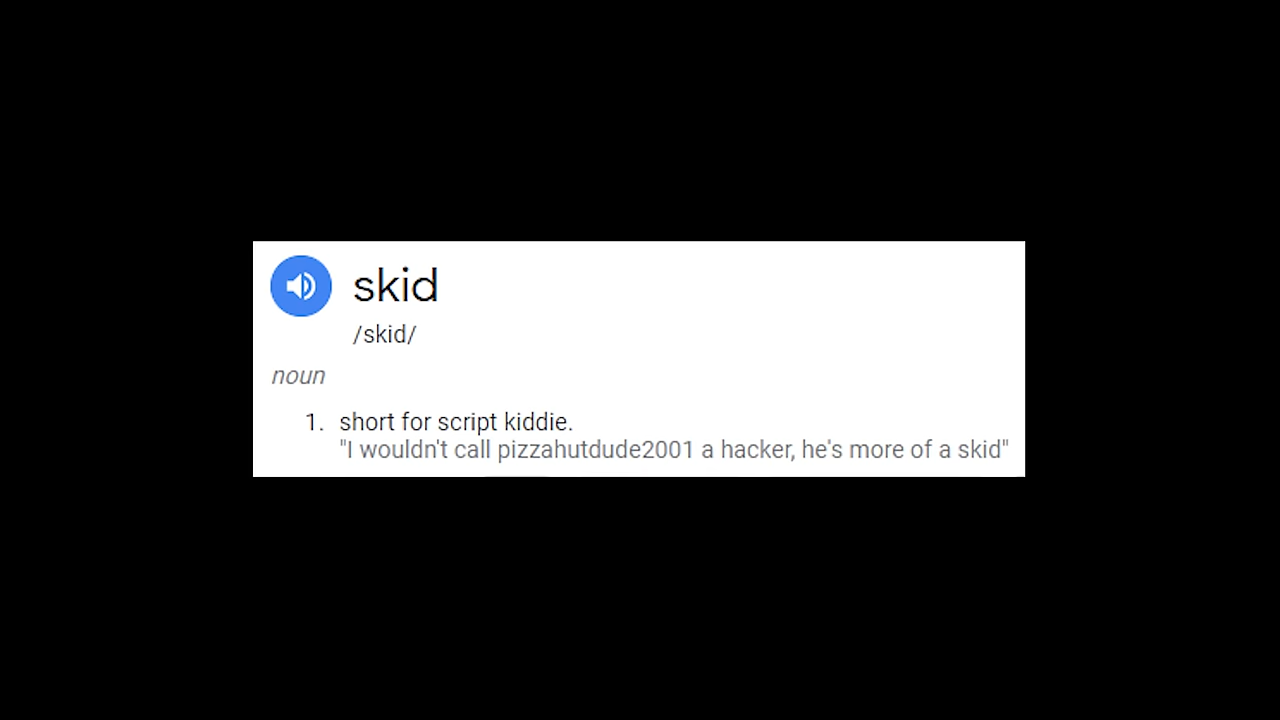 skid
/skid/
noun
1. short for script kiddie.
"I wouldn't call pizzahutdude2001 a hacker, he's more of a skid"